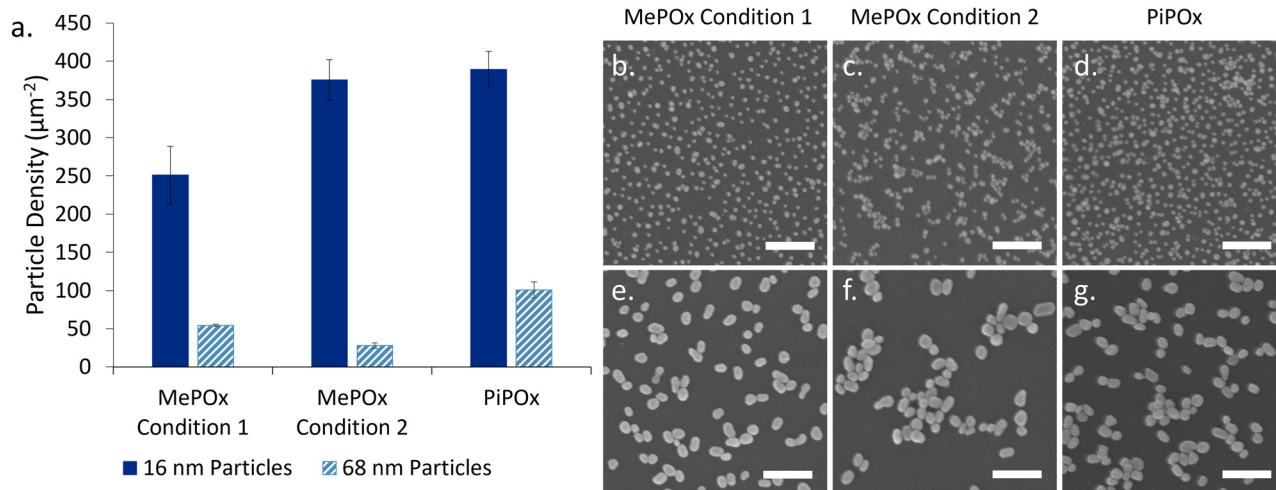 a.
Particle Density (µm⁻²)
450
400
350
300
250
200
150
100
50
0
MePOx
Condition 1
MePOx
Condition 2
PiPOx
16 nm Particles
68 nm Particles
MePOx Condition 1
MePOx Condition 2
PiPOx
b.
c.
d.
e.
f.
g.